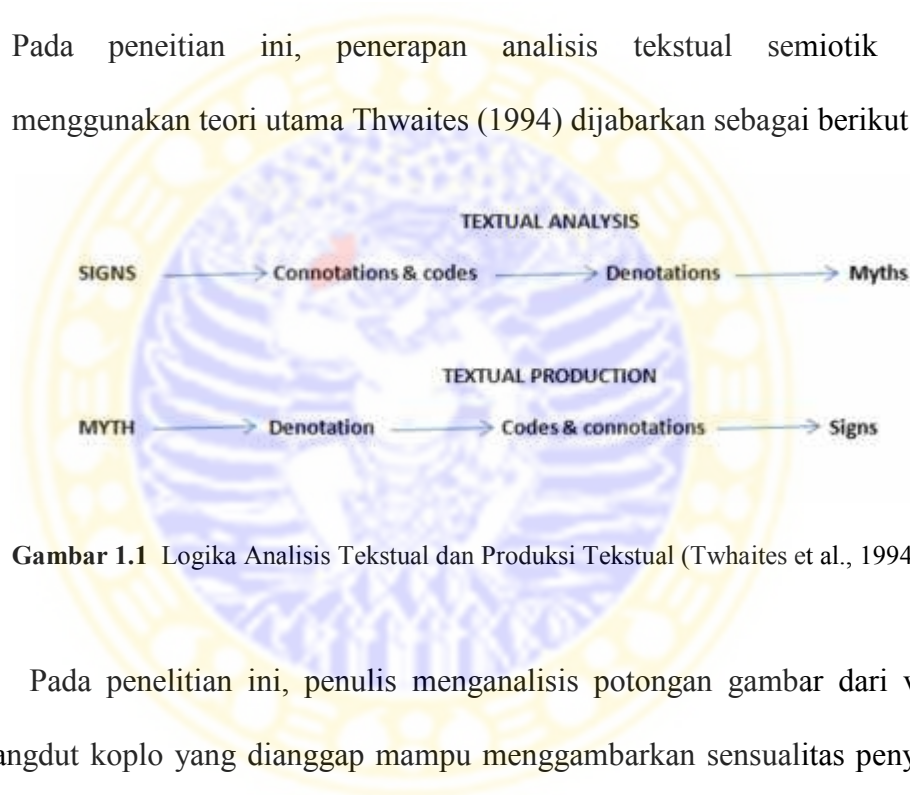 Pada peneitian ini, penerapan analisis tekstual semiotik
menggunakan teori utama Thwaites (1994) dijabarkan sebagai berikut
TEXTUAL ANALYSIS
SIGNS Connotations & codes Denotations Myths
TEXTUAL PRODUCTION
MYTH Denotation Codes & connotations Signs
Gambar 1.1 Logika Analisis Tekstual dan Produksi Tekstual (Twhaites et al., 1994
Pada penelitian ini, penulis menganalisis potongan gambar dari
angdut koplo yang dianggap mampu menggambarkan sensualitas peny